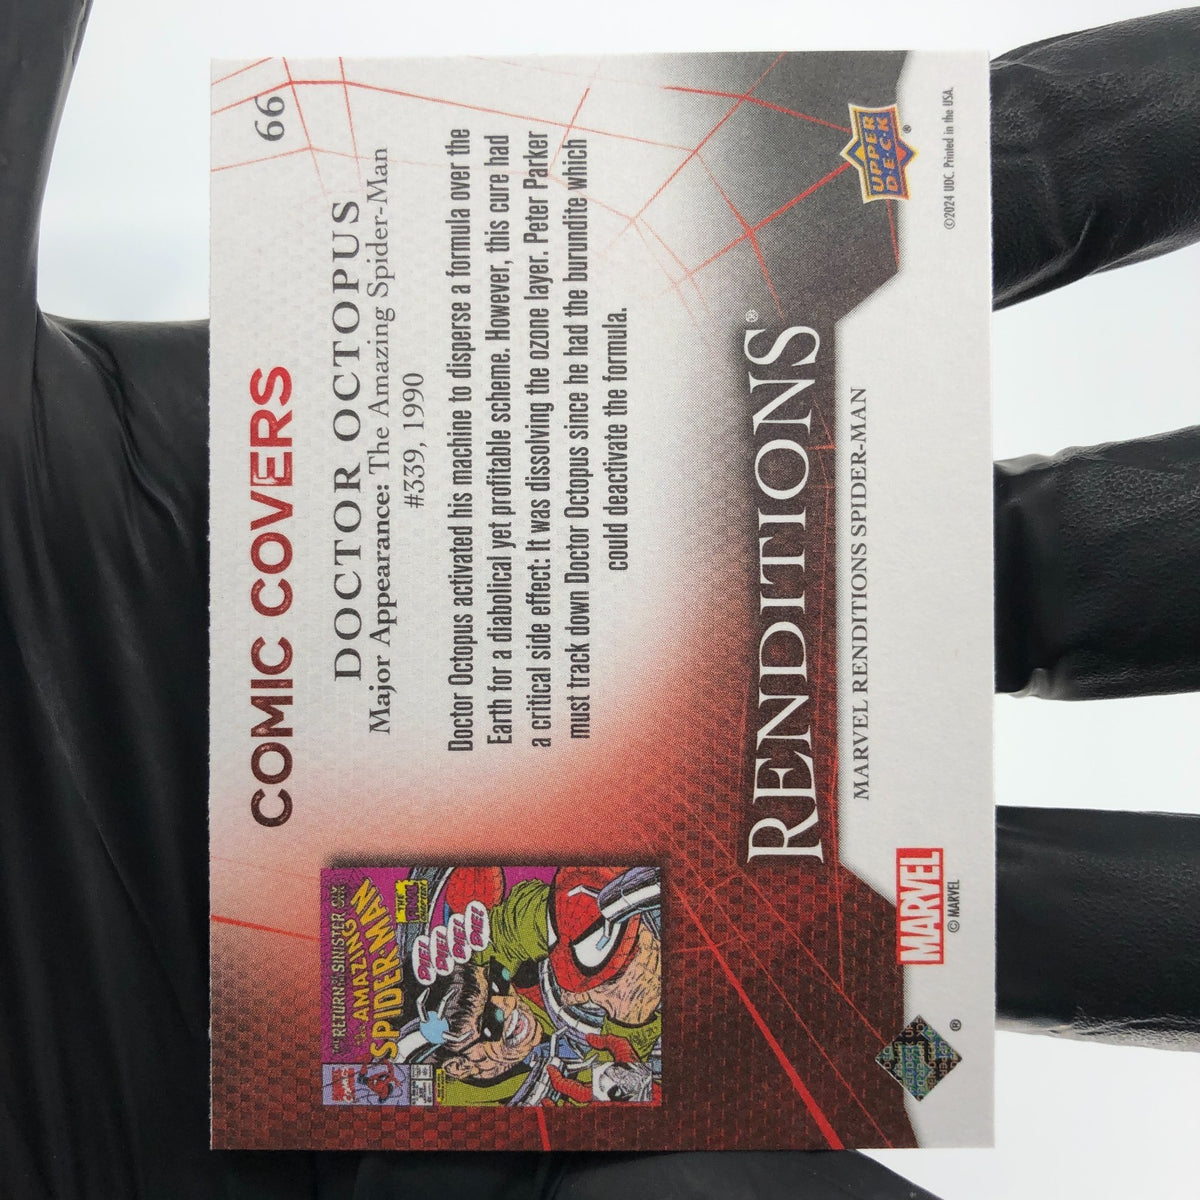 COMIC COVERS
66
DOCTOR OCTOPUS
Major Appearance: The Amazing Spider-Man
#339, 1990
Doctor Octopus activated his machine to disperse a formula over the
Earth for a diabolical yet profitable scheme. However, this cure had
a critical side effect: It was dissolving the ozone layer. Peter Parker
must track down Doctor Octopus since he had the burundite which
could deactivate the formula.
THE RETURN OF THE SINISTER SIX
THE AMAZING
SPIDER-MAN
THE FINAL CHAPTER!
DIE!
DIE!
DIE!
DIE!
RENDITIONS®
MARVEL RENDITIONS SPIDER-MAN
MARVEL
© MARVEL
®
UPPER
D·E·C·K
®
©2024 UDC. Printed in the USA.